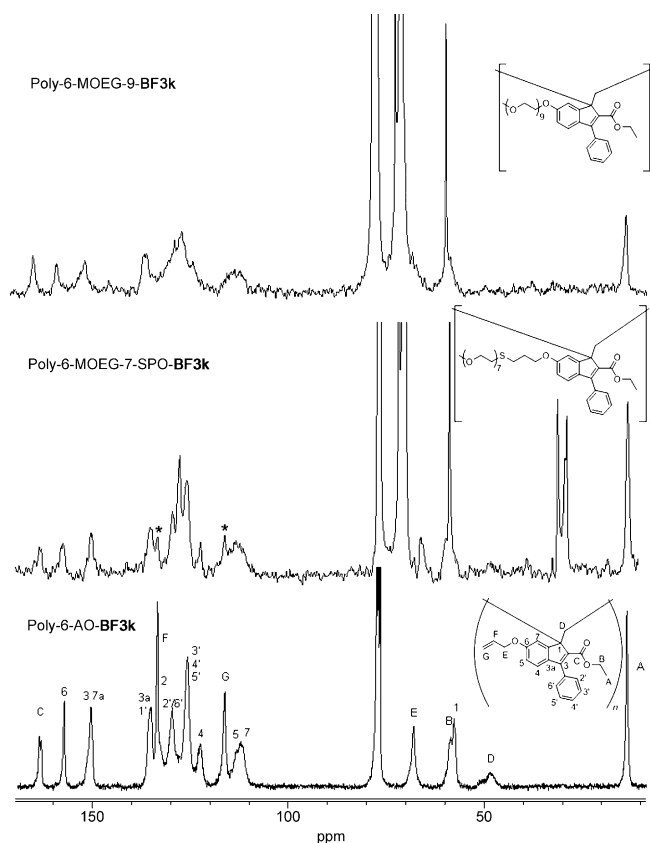 Poly-6-MOEG-9-BF3k
O
9
O
O
O
Poly-6-MOEG-7-SPO-BF3k
O
7
S
O
O
O
*
*
Poly-6-AO-BF3k
C
6
3 7a
3a
1'
F
2
2' 6'
3'
4'
5'
4
G
5 7
E
B
1
D
A
D
F
O
6
7
1
O
G
E
5
4
3a
3
C
O
B
A
6'
2'
5'
3'
4'
n
150
100
50
ppm